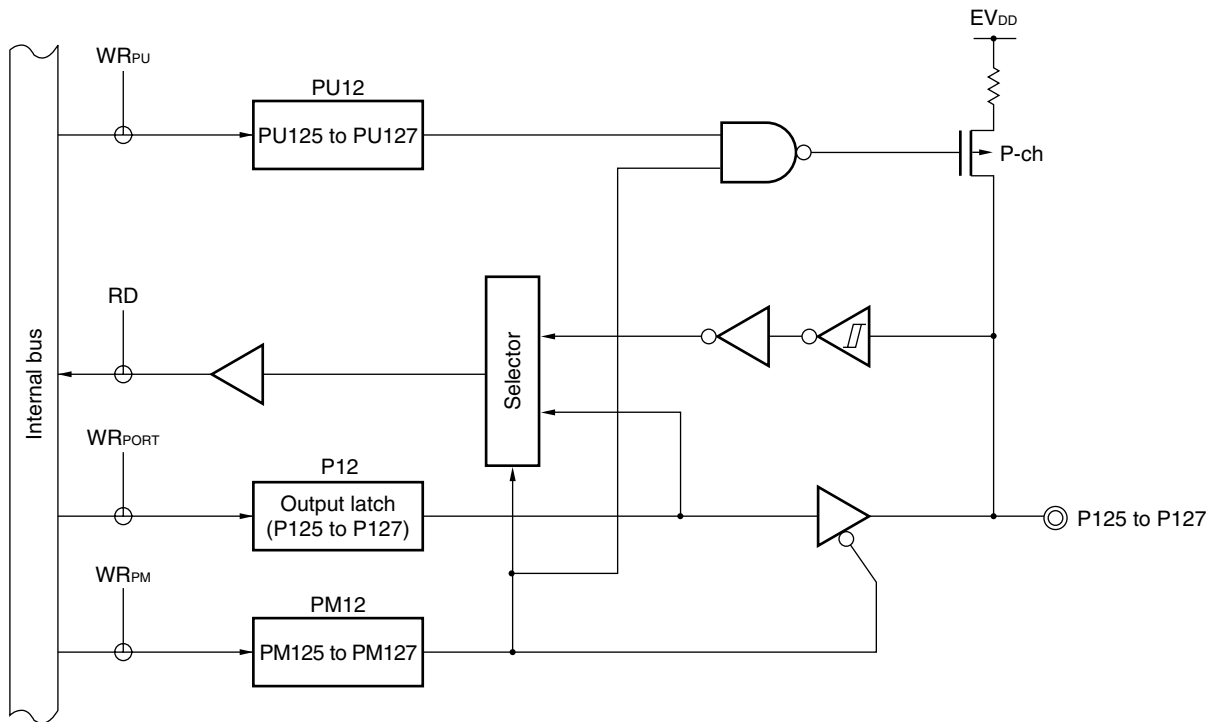 EVDD
WRPU
PU12
PU125 to PU127
P-ch
RD
Selector
Internal bus
WRPORT
P12
Output latch
(P125 to P127)
P125 to P127
WRPM
PM12
PM125 to PM127